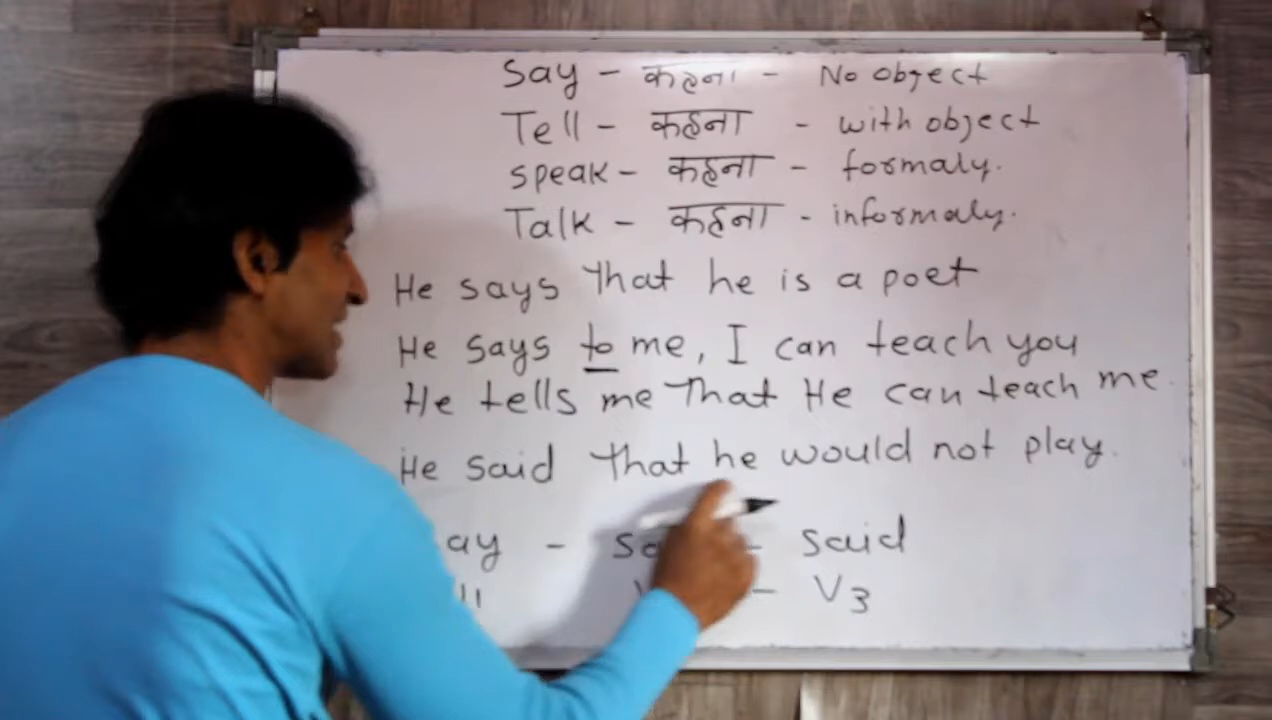 Say - कहना - No object
Tell - कहना - with object
speak - कहना - formaly.
Talk - कहना - informaly.
He says that he is a poet
He says to me, I can teach you
He tells me that He can teach me
He said that he would not play.
- - said
- V3